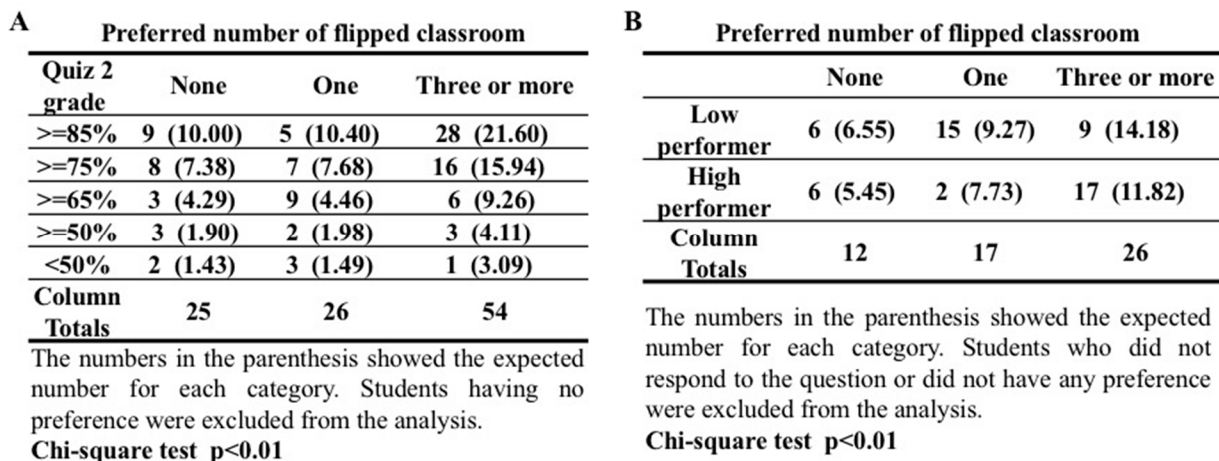 A
Preferred number of flipped classroom
Quiz 2 grade None One Three or more
>=85% 9 (10.00) 5 (10.40) 28 (21.60)
>=75% 8 (7.38) 7 (7.68) 16 (15.94)
>=65% 3 (4.29) 9 (4.46) 6 (9.26)
>=50% 3 (1.90) 2 (1.98) 3 (4.11)
<50% 2 (1.43) 3 (1.49) 1 (3.09)
Column Totals 25 26 54
The numbers in the parenthesis showed the expected
number for each category. Students having no
preference were excluded from the analysis.
Chi-square test p<0.01
B
Preferred number of flipped classroom
None One Three or more
Low performer 6 (6.55) 15 (9.27) 9 (14.18)
High performer 6 (5.45) 2 (7.73) 17 (11.82)
Column Totals 12 17 26
The numbers in the parenthesis showed the expected
number for each category. Students who did not
respond to the question or did not have any preference
were excluded from the analysis.
Chi-square test p<0.01